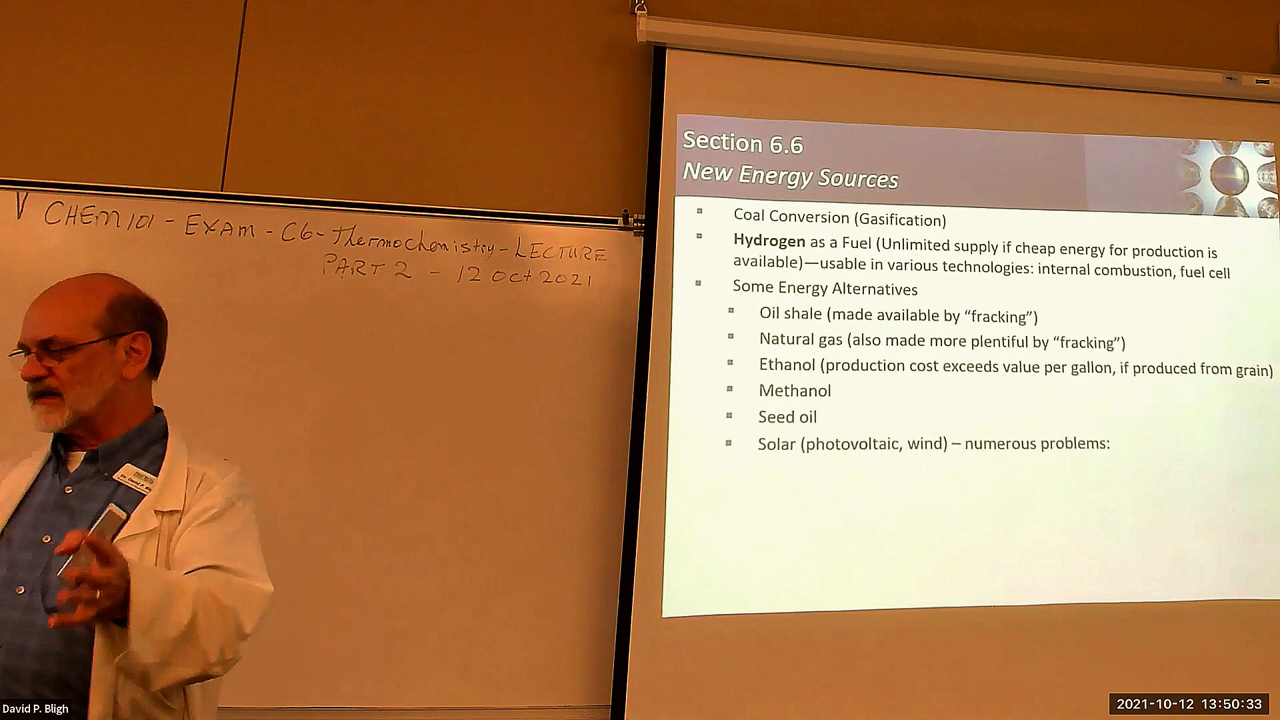 CHEM 101 - EXAM - C6 - Thermochemistry - LECTURE
PART 2 - 12 Oct 2021
Section 6.6
New Energy Sources
Coal Conversion (Gasification)
Hydrogen as a Fuel (Unlimited supply if cheap energy for production is
available)—usable in various technologies: internal combustion, fuel cell
Some Energy Alternatives
Oil shale (made available by “fracking”)
Natural gas (also made more plentiful by “fracking”)
Ethanol (production cost exceeds value per gallon, if produced from grain)
Methanol
Seed oil
Solar (photovoltaic, wind) – numerous problems:
Dr. David P.
David P. Bligh
2021-10-12 13:50:33